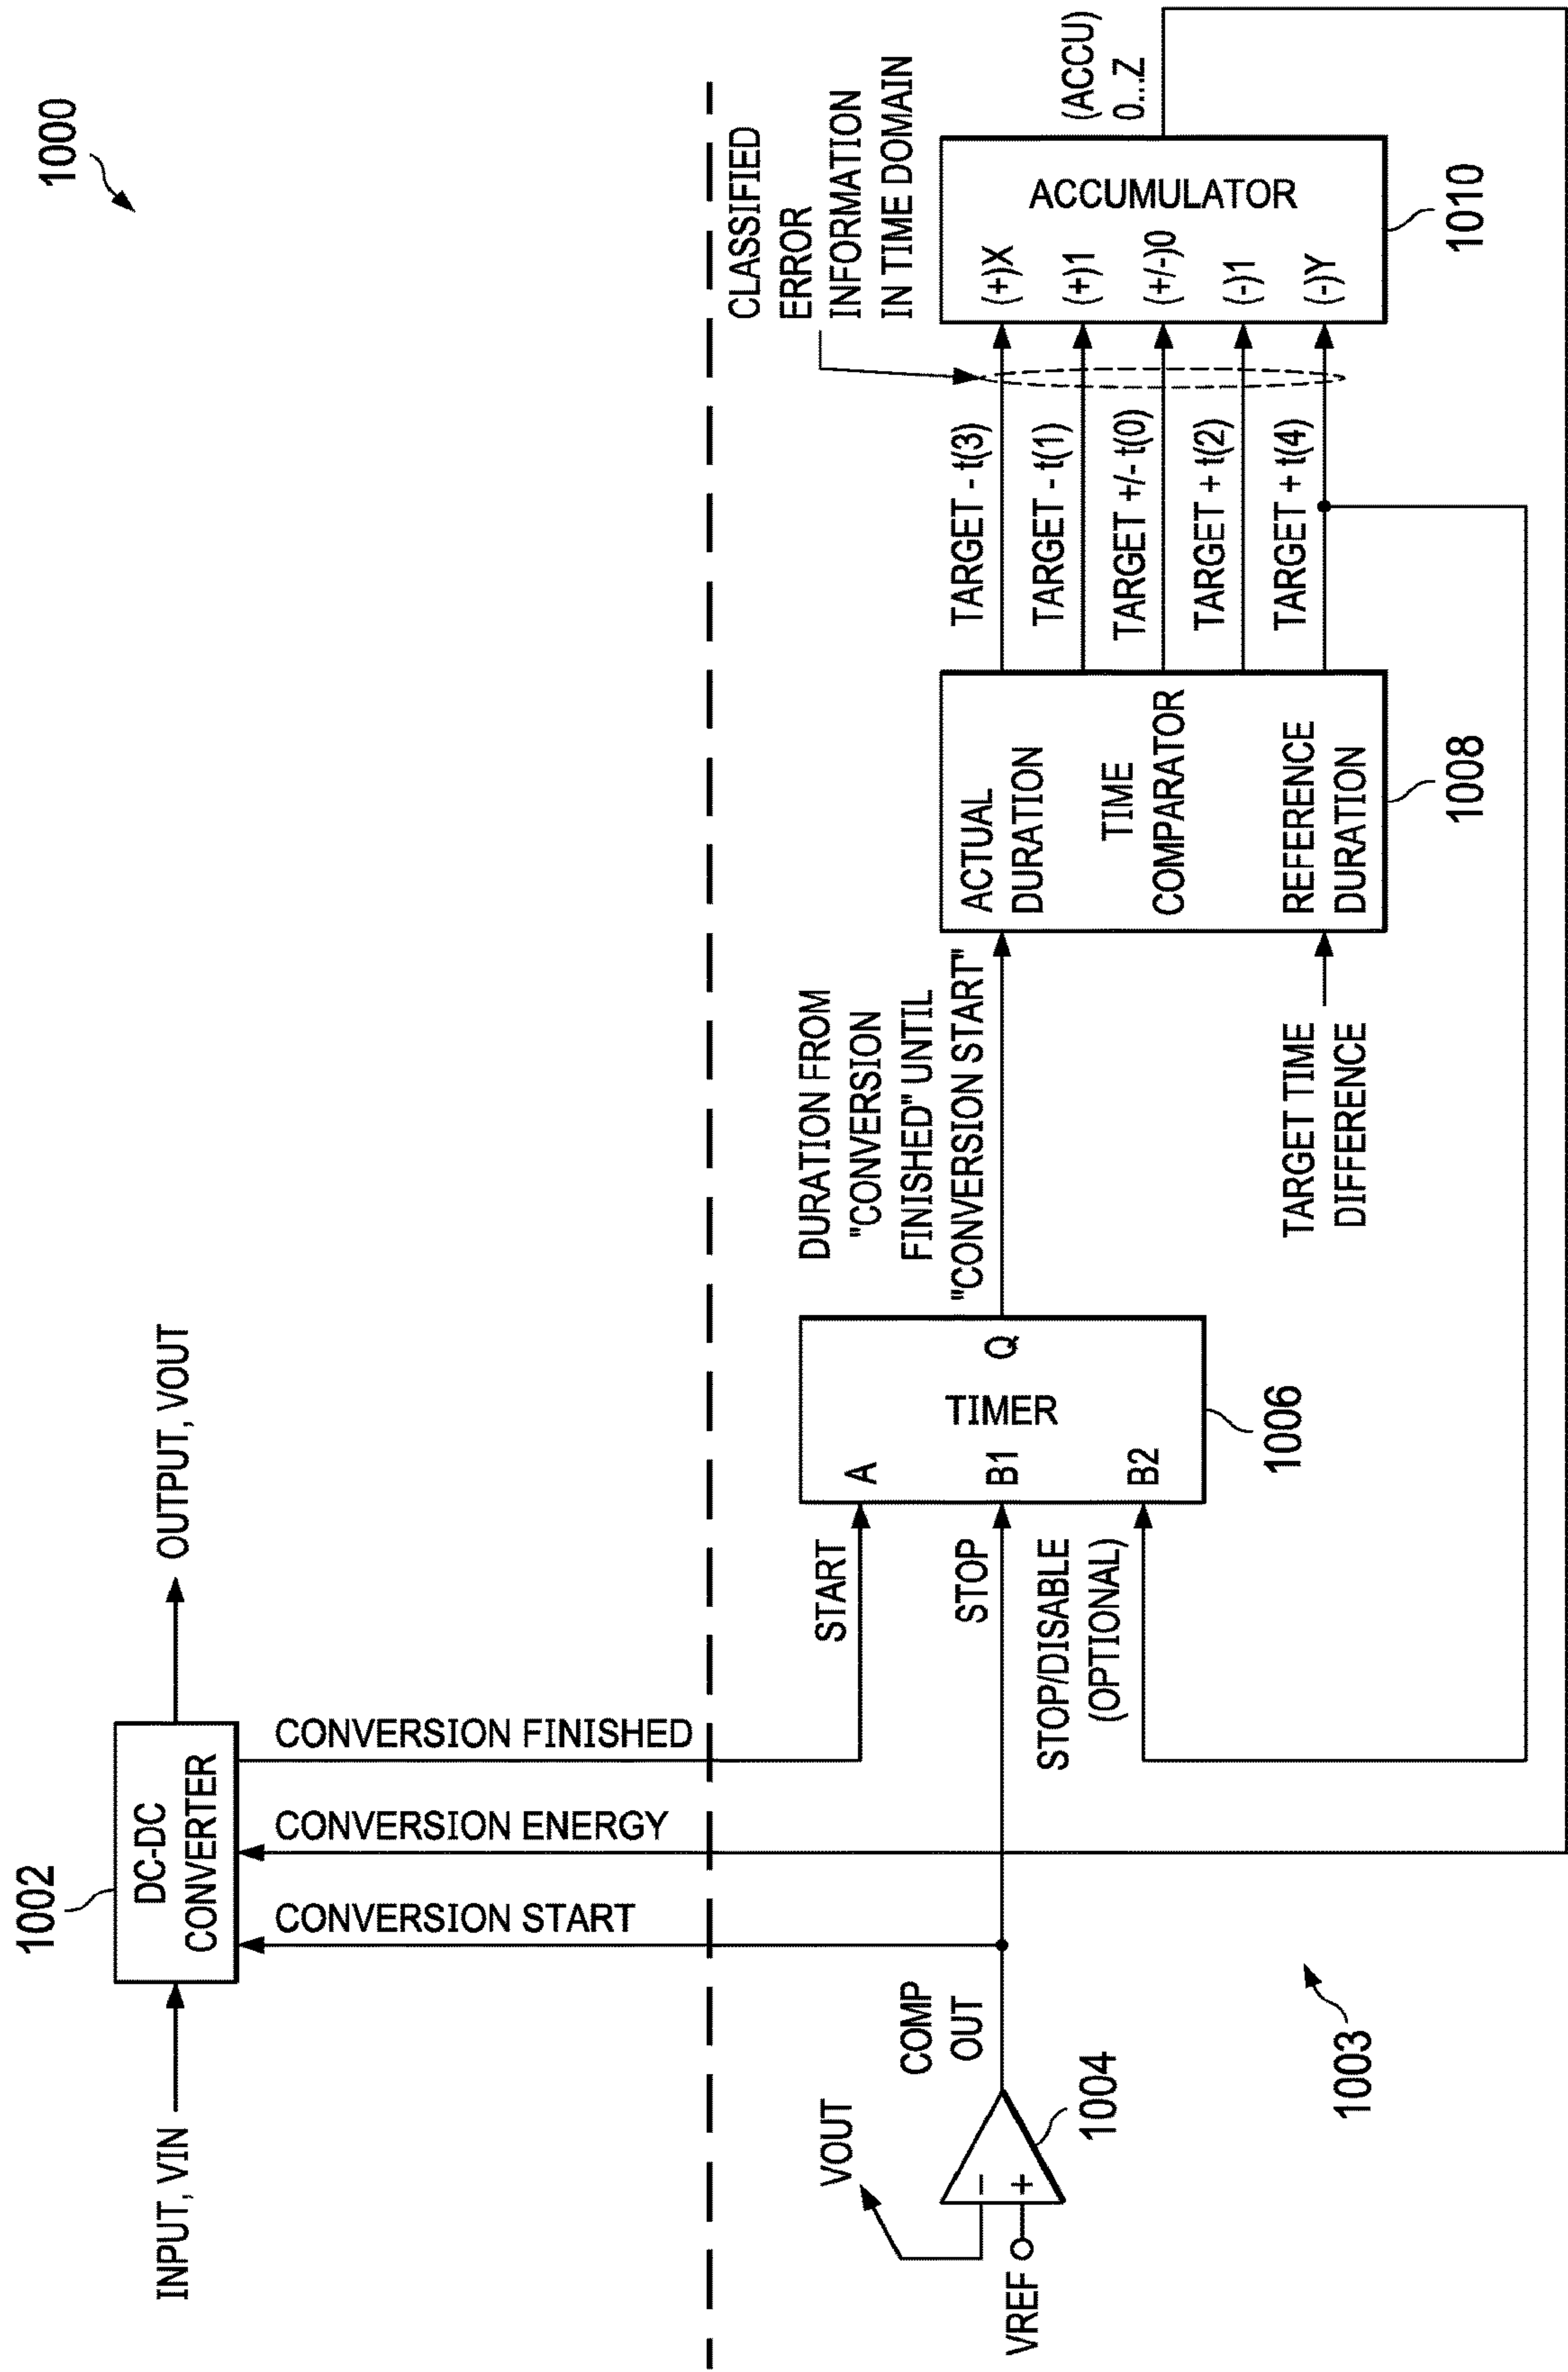 1000
INPUT, VIN
1002
DC-DC
CONVERTER
OUTPUT, VOUT
CONVERSION START
CONVERSION ENERGY
CONVERSION FINISHED
VOUT
VREF
-
+
1004
COMP
OUT
1003
START
STOP
STOP/DISABLE
(OPTIONAL)
A
B1
B2
TIMER
Q
1006
DURATION FROM
"CONVERSION
FINISHED" UNTIL
"CONVERSION START"
TARGET TIME
DIFFERENCE
ACTUAL
DURATION
TIME
COMPARATOR
REFERENCE
DURATION
1008
TARGET - t(3)
TARGET - t(1)
TARGET +/- t(0)
TARGET + t(2)
TARGET + t(4)
CLASSIFIED
ERROR
INFORMATION
IN TIME DOMAIN
(+)X
(+)1
(+/-)0
(-)1
(-)Y
ACCUMULATOR
1010
(ACCU)
0...Z